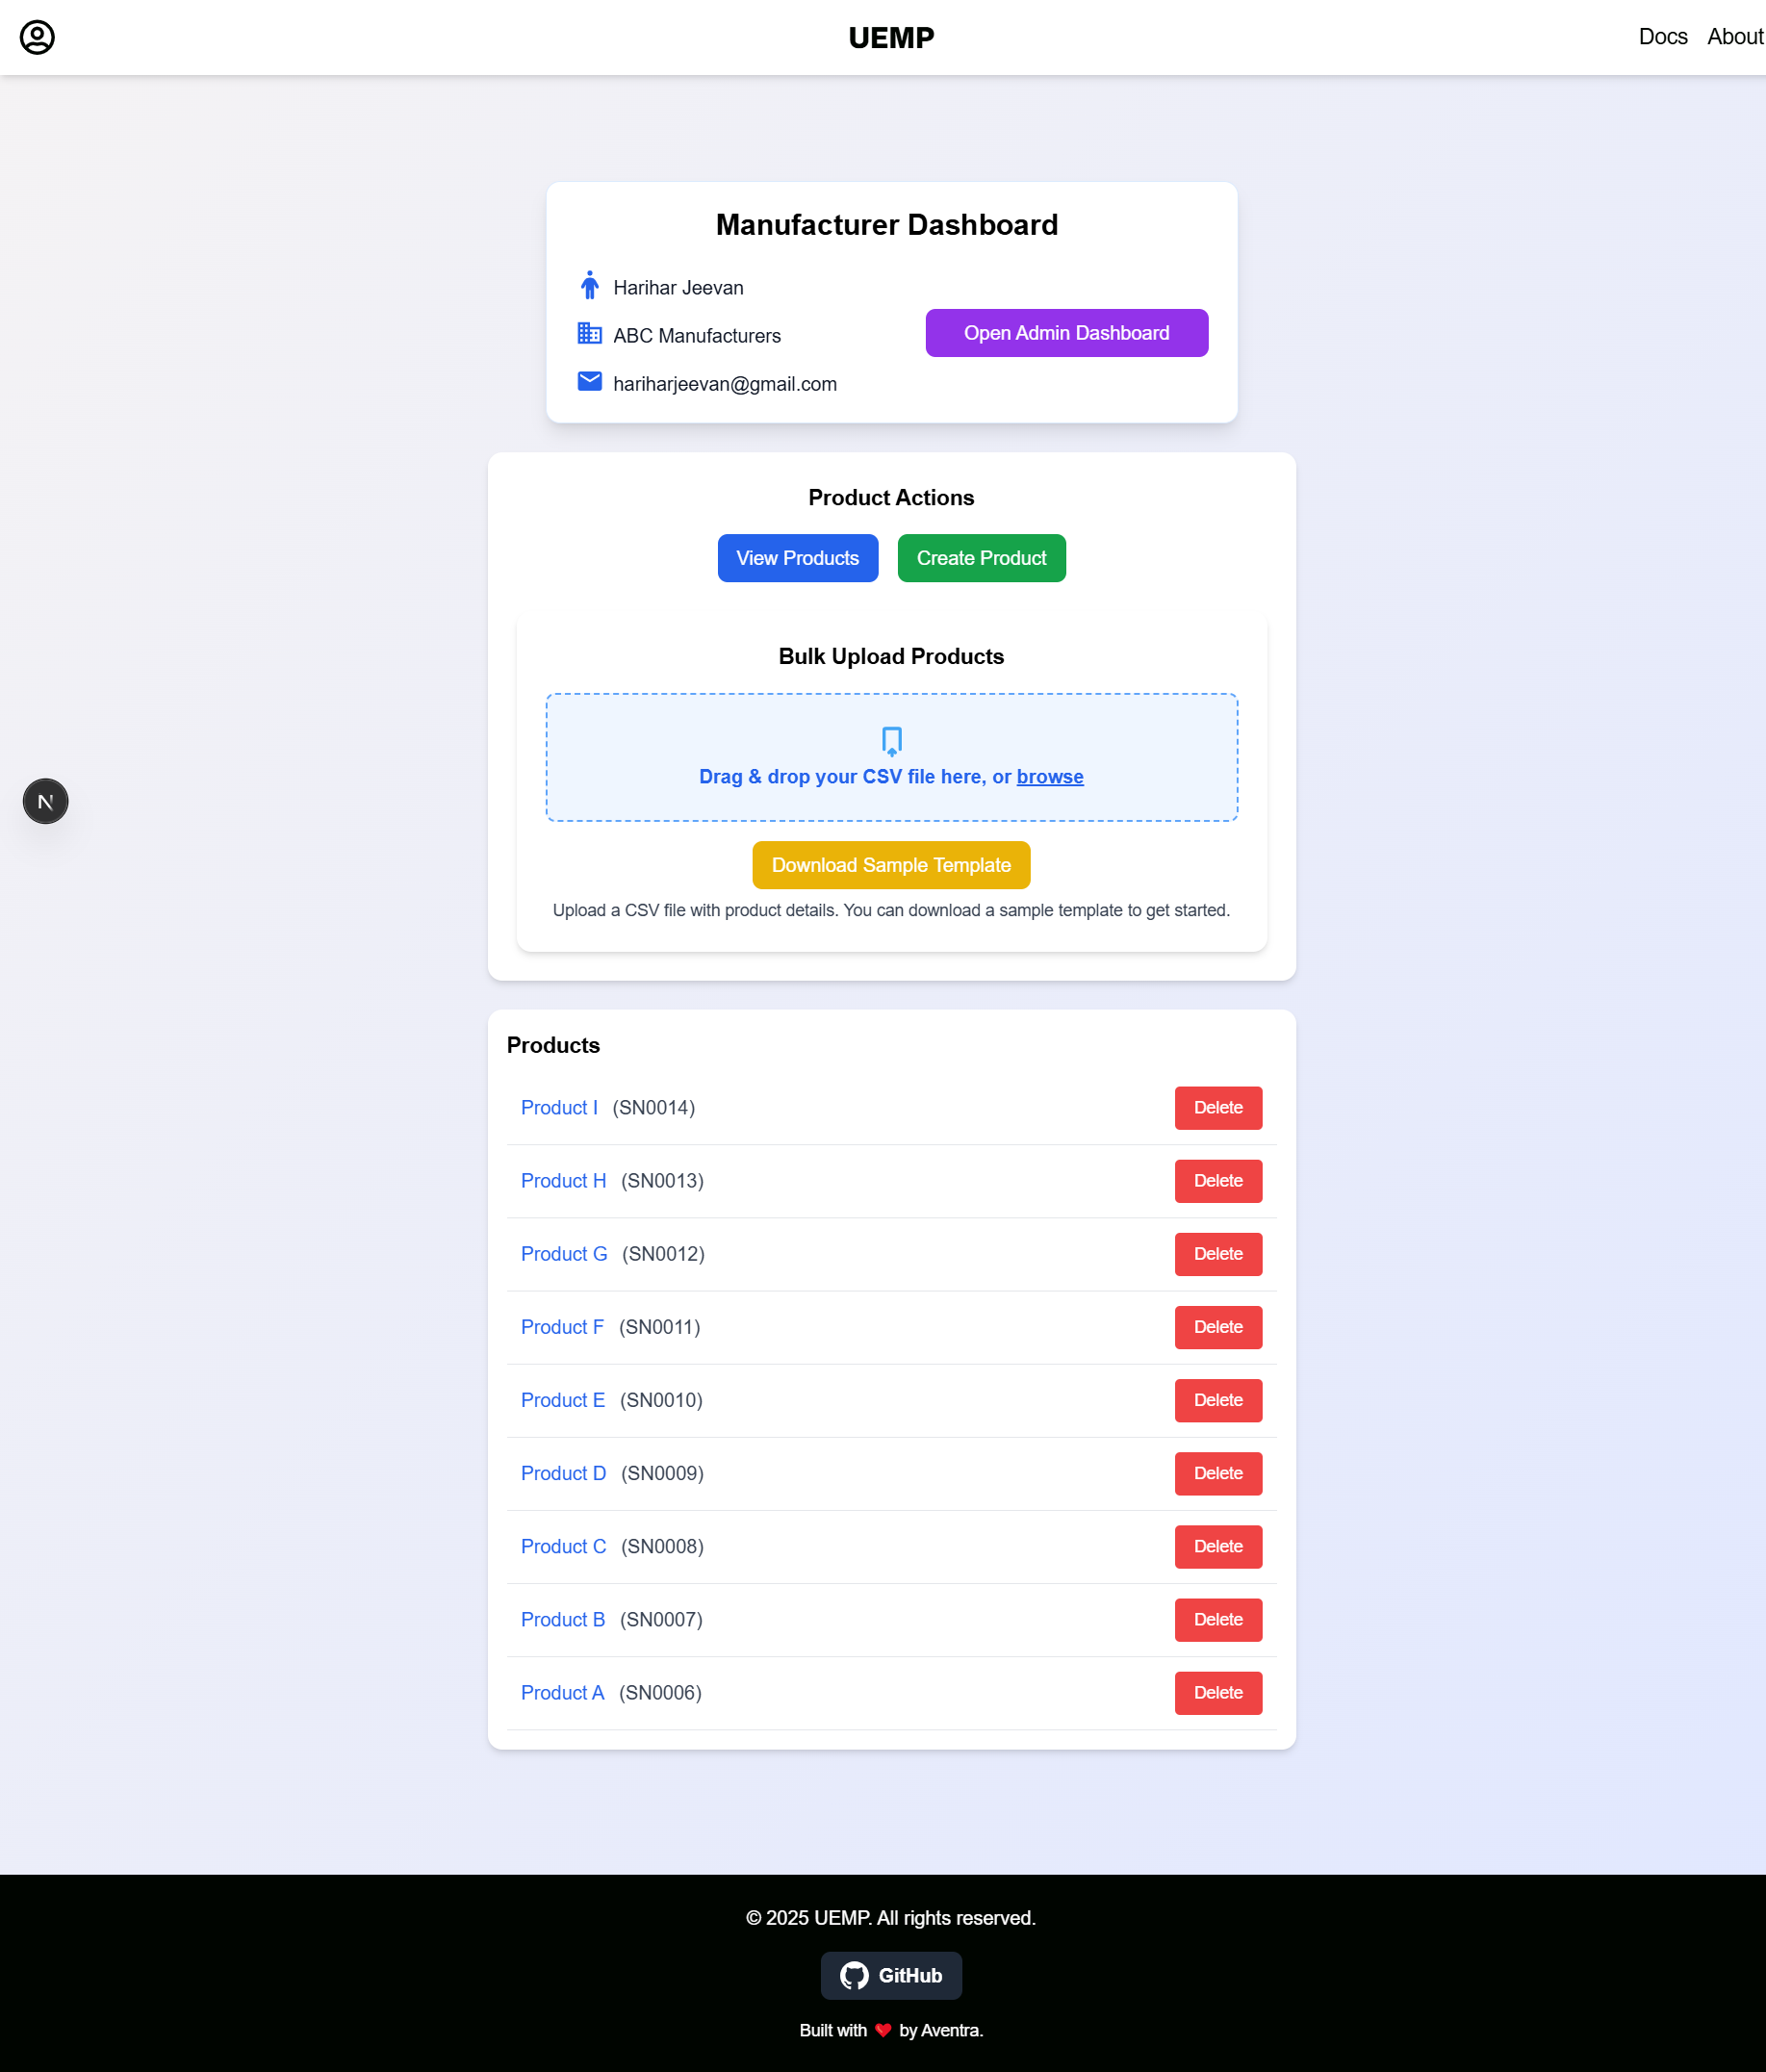 UEMP
Docs About
Manufacturer Dashboard
Harihar Jeevan
ABC Manufacturers
Open Admin Dashboard
hariharjeevan@gmail.com
Product Actions
View Products Create Product
Bulk Upload Products
Drag & drop your CSV file here, or browse
N
Download Sample Template
Upload a CSV file with product details. You can download a sample template to get started.
Products
Product I (SN0014) Delete
Product H (SN0013) Delete
Product G (SN0012) Delete
Product F (SN0011) Delete
Product E (SN0010) Delete
Product D (SN0009) Delete
Product C (SN0008) Delete
Product B (SN0007) Delete
Product A (SN0006) Delete
© 2025 UEMP. All rights reserved.
GitHub
Built with ❤ by Aventra.